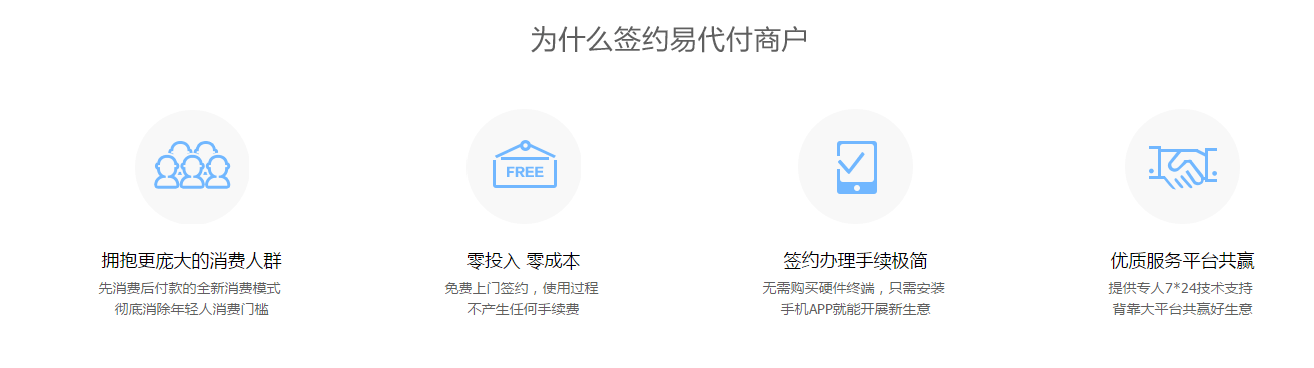 为什么签约易代付商户
FREE
拥抱更庞大的消费人群
先消费后付款的全新消费模式
彻底消除年轻人消费门槛
零投入 零成本
免费上门签约，使用过程
不产生任何手续费
签约办理手续极简
无需购买硬件终端，只需安装
手机APP就能开展新生意
优质服务平台共赢
提供专人7*24技术支持
背靠大平台共赢好生意